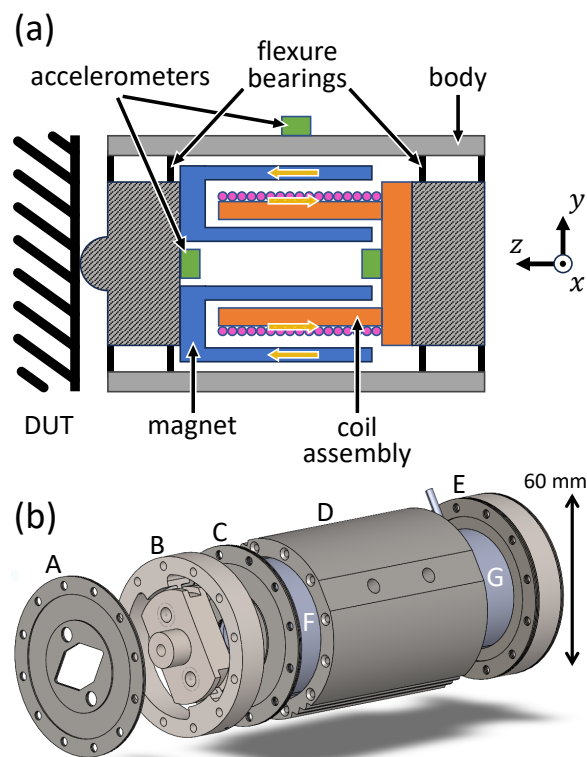 (a)
flexure
bearings
accelerometers
body
y
z
x
DUT
magnet
coil
assembly
(b)
A
B
C
D
E
60 mm
F
G